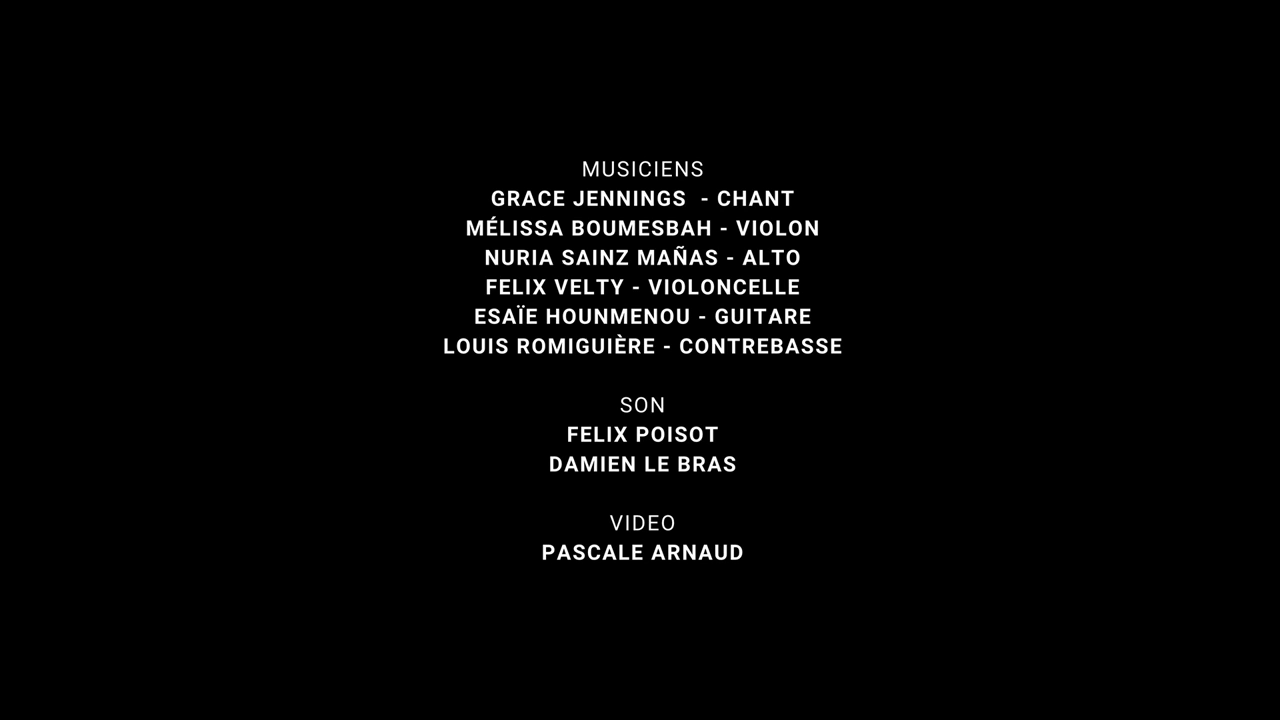 MUSICIENS
GRACE JENNINGS  - CHANT
MÉLISSA BOUMESBAH - VIOLON
NURIA SAINZ MAÑAS - ALTO
FELIX VELTY - VIOLONCELLE
ESAÏE HOUNMENOU - GUITARE
LOUIS ROMIGUIÈRE - CONTREBASSE
SON
FELIX POISOT
DAMIEN LE BRAS
VIDEO
PASCALE ARNAUD